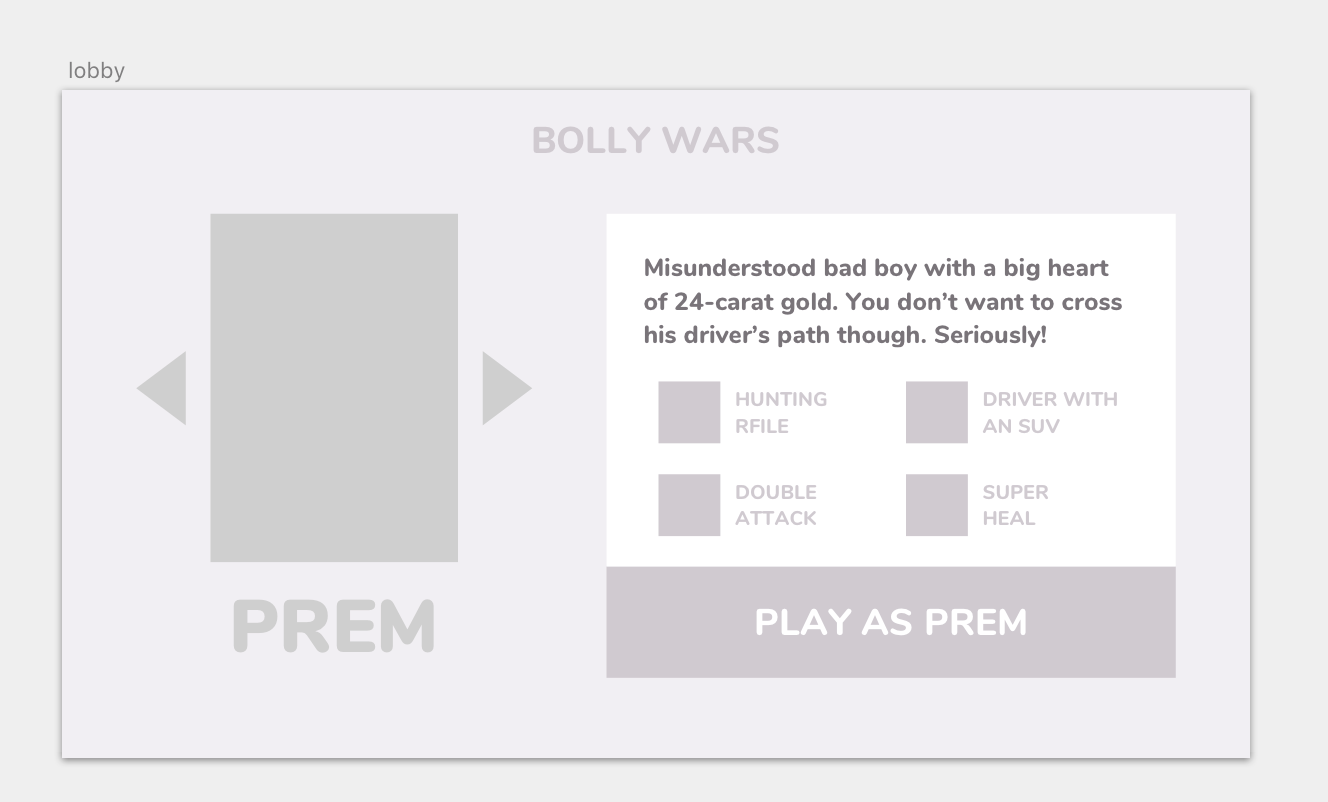 lobby
BOLLY WARS
PREM
Misunderstood bad boy with a big heart
of 24-carat gold. You don’t want to cross
his driver’s path though. Seriously!
HUNTING
RFILE
DRIVER WITH
AN SUV
DOUBLE
ATTACK
SUPER
HEAL
PLAY AS PREM